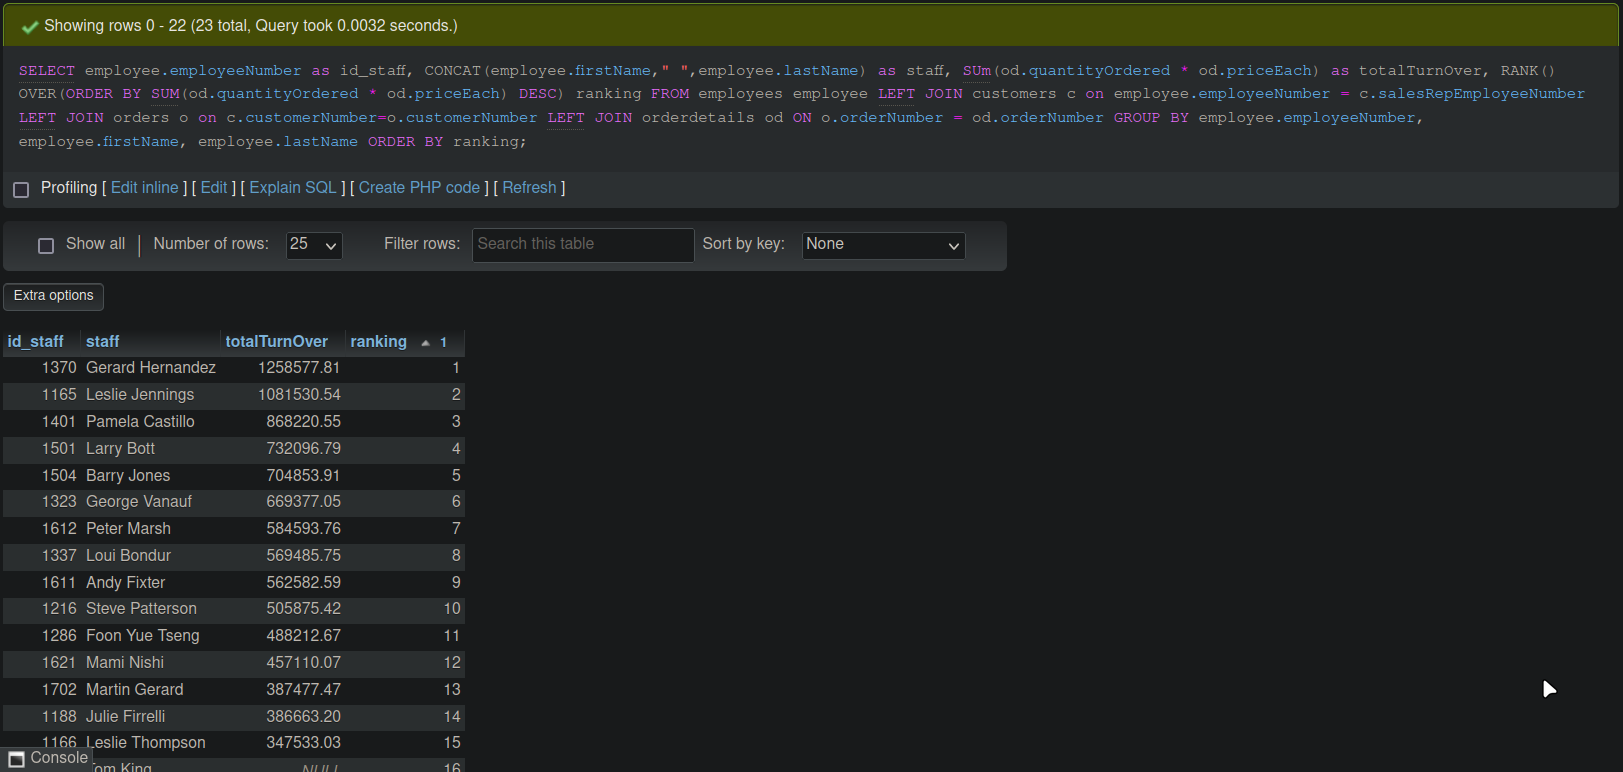 Showing rows 0 - 22 (23 total, Query took 0.0032 seconds.)
SELECT employee.employeeNumber as id_staff, CONCAT(employee.firstName," ",employee.lastName) as staff, SUm(od.quantityOrdered * od.priceEach) as totalTurnOver, RANK()
OVER(ORDER BY SUM(od.quantityOrdered * od.priceEach) DESC) ranking FROM employees employee LEFT JOIN customers c on employee.employeeNumber = c.salesRepEmployeeNumber
LEFT JOIN orders o on c.customerNumber=o.customerNumber LEFT JOIN orderdetails od ON o.orderNumber = od.orderNumber GROUP BY employee.employeeNumber,
employee.firstName, employee.lastName ORDER BY ranking;
Profiling [ Edit inline ] [ Edit ] [ Explain SQL ] [ Create PHP code ] [ Refresh ]
Show all Number of rows: 25 Filter rows: Search this table Sort by key: None
Extra options
id_staff staff totalTurnOver ranking 1
1370 Gerard Hernandez 1258577.81 1
1165 Leslie Jennings 1081530.54 2
1401 Pamela Castillo 868220.55 3
1501 Larry Bott 732096.79 4
1504 Barry Jones 704853.91 5
1323 George Vanauf 669377.05 6
1612 Peter Marsh 584593.76 7
1337 Loui Bondur 569485.75 8
1611 Andy Fixter 562582.59 9
1216 Steve Patterson 505875.42 10
1286 Foon Yue Tseng 488212.67 11
1621 Mami Nishi 457110.07 12
1702 Martin Gerard 387477.47 13
1188 Julie Firrelli 386663.20 14
1166 Leslie Thompson 347533.03 15
Console
Tom King NULL 16